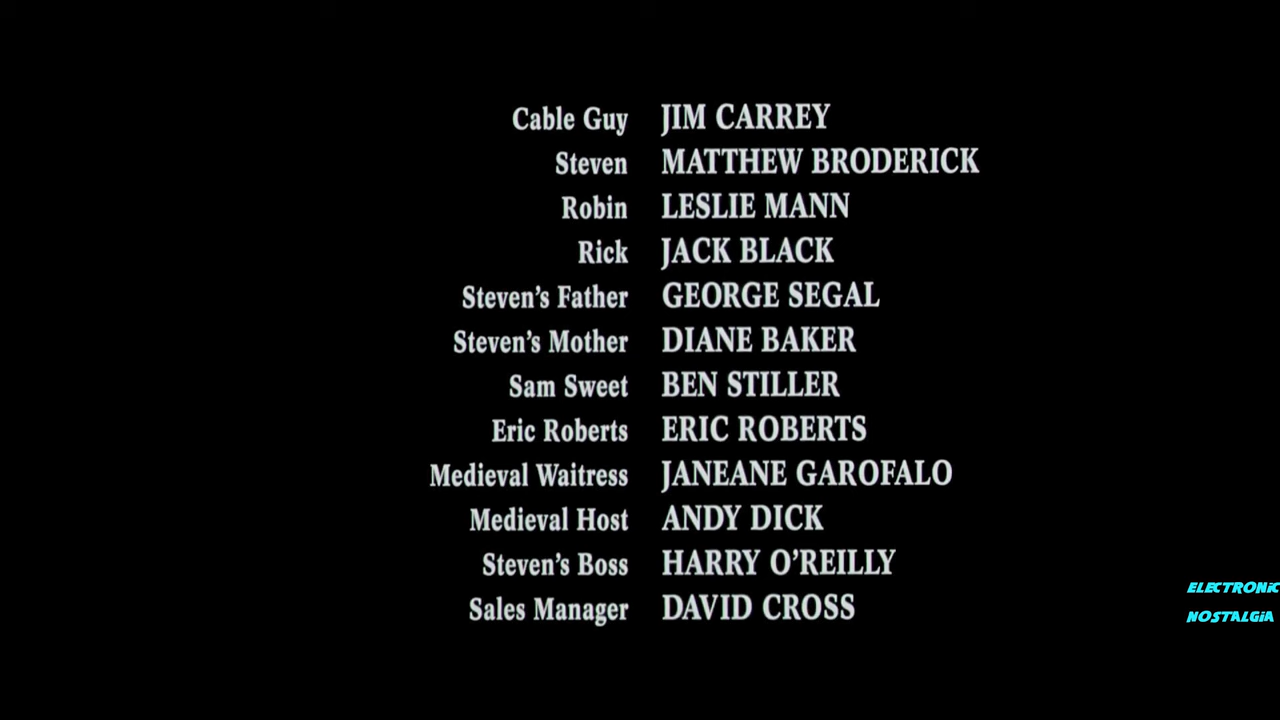 Cable Guy JIM CARREY
Steven MATTHEW BRODERICK
Robin LESLIE MANN
Rick JACK BLACK
Steven's Father GEORGE SEGAL
Steven's Mother DIANE BAKER
Sam Sweet BEN STILLER
Eric Roberts ERIC ROBERTS
Medieval Waitress JANEANE GAROFALO
Medieval Host ANDY DICK
Steven's Boss HARRY O'REILLY
Sales Manager DAVID CROSS
ELECTRONIC
NOSTALGIA